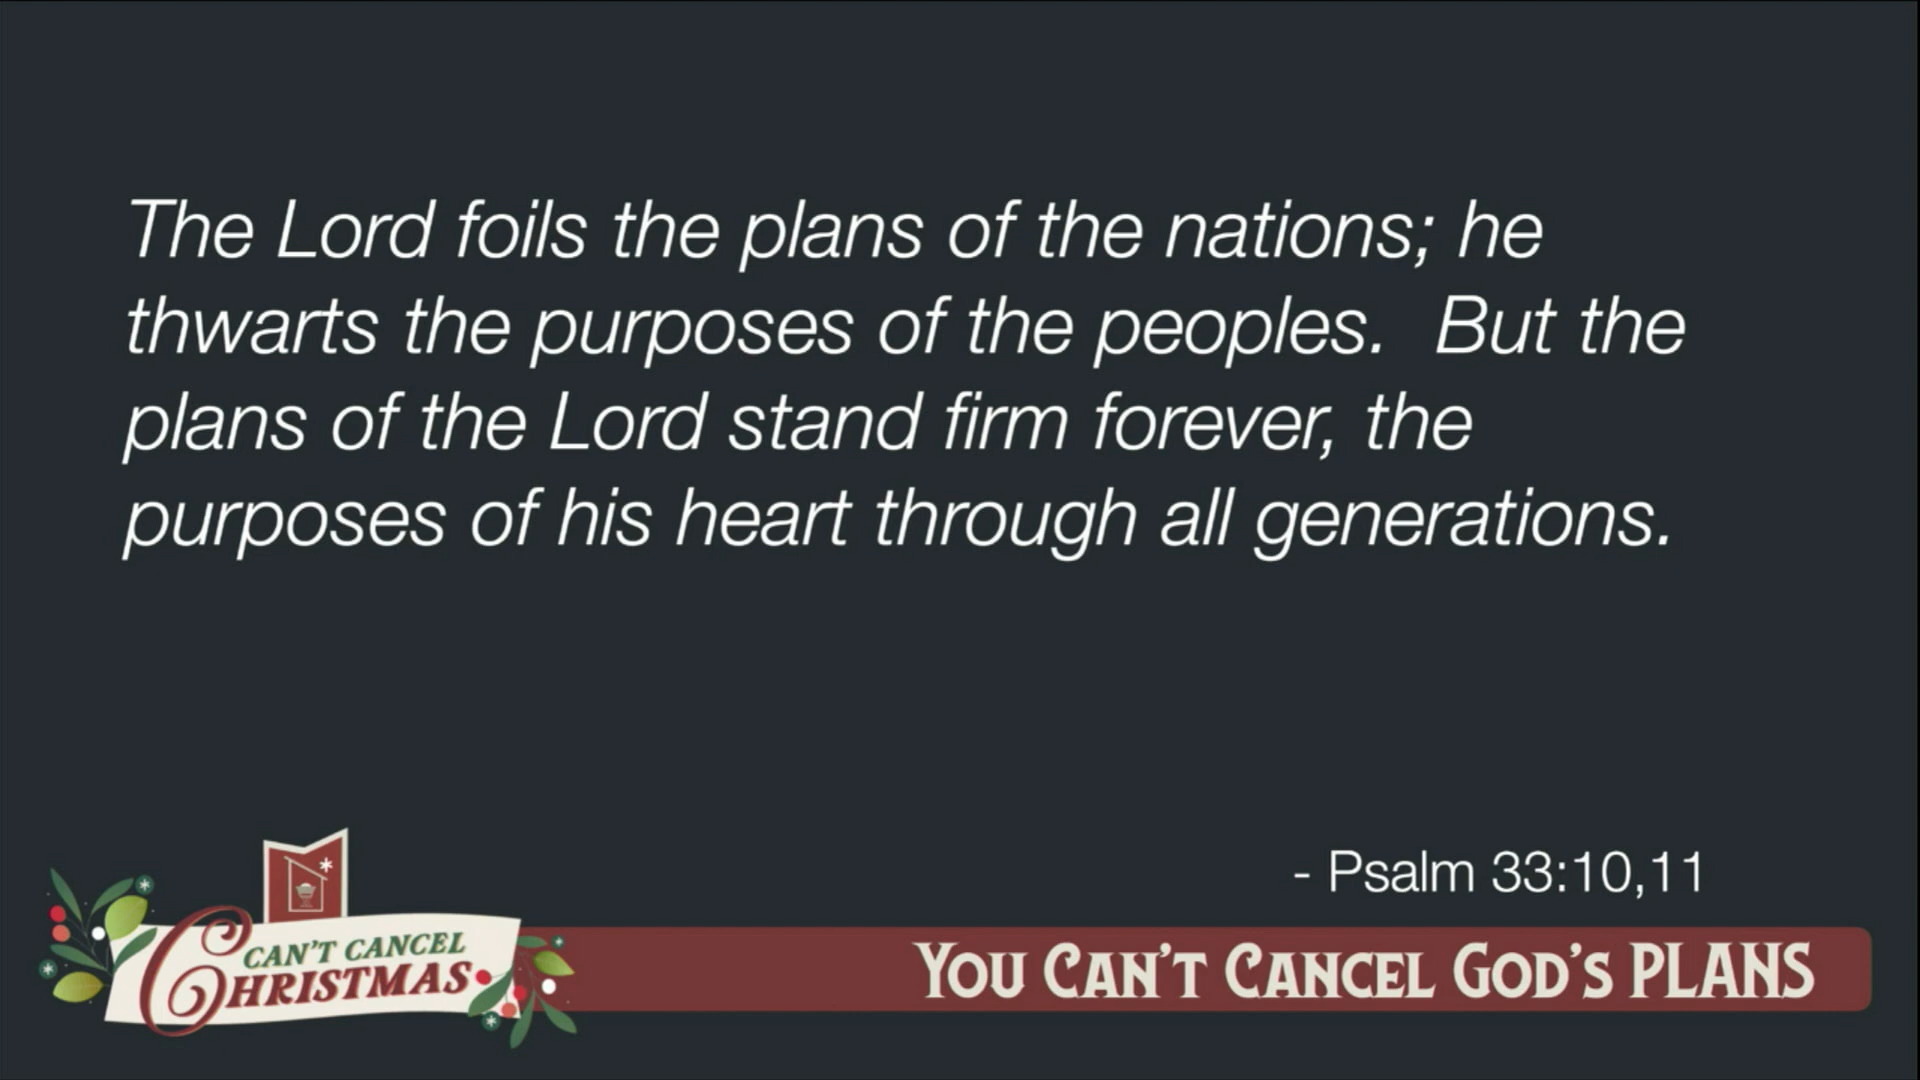 The Lord foils the plans of the nations; he
thwarts the purposes of the peoples.  But the
plans of the Lord stand firm forever, the
purposes of his heart through all generations.
- Psalm 33:10,11
CAN'T CANCEL
CHRISTMAS
YOU CAN'T CANCEL GOD'S PLANS